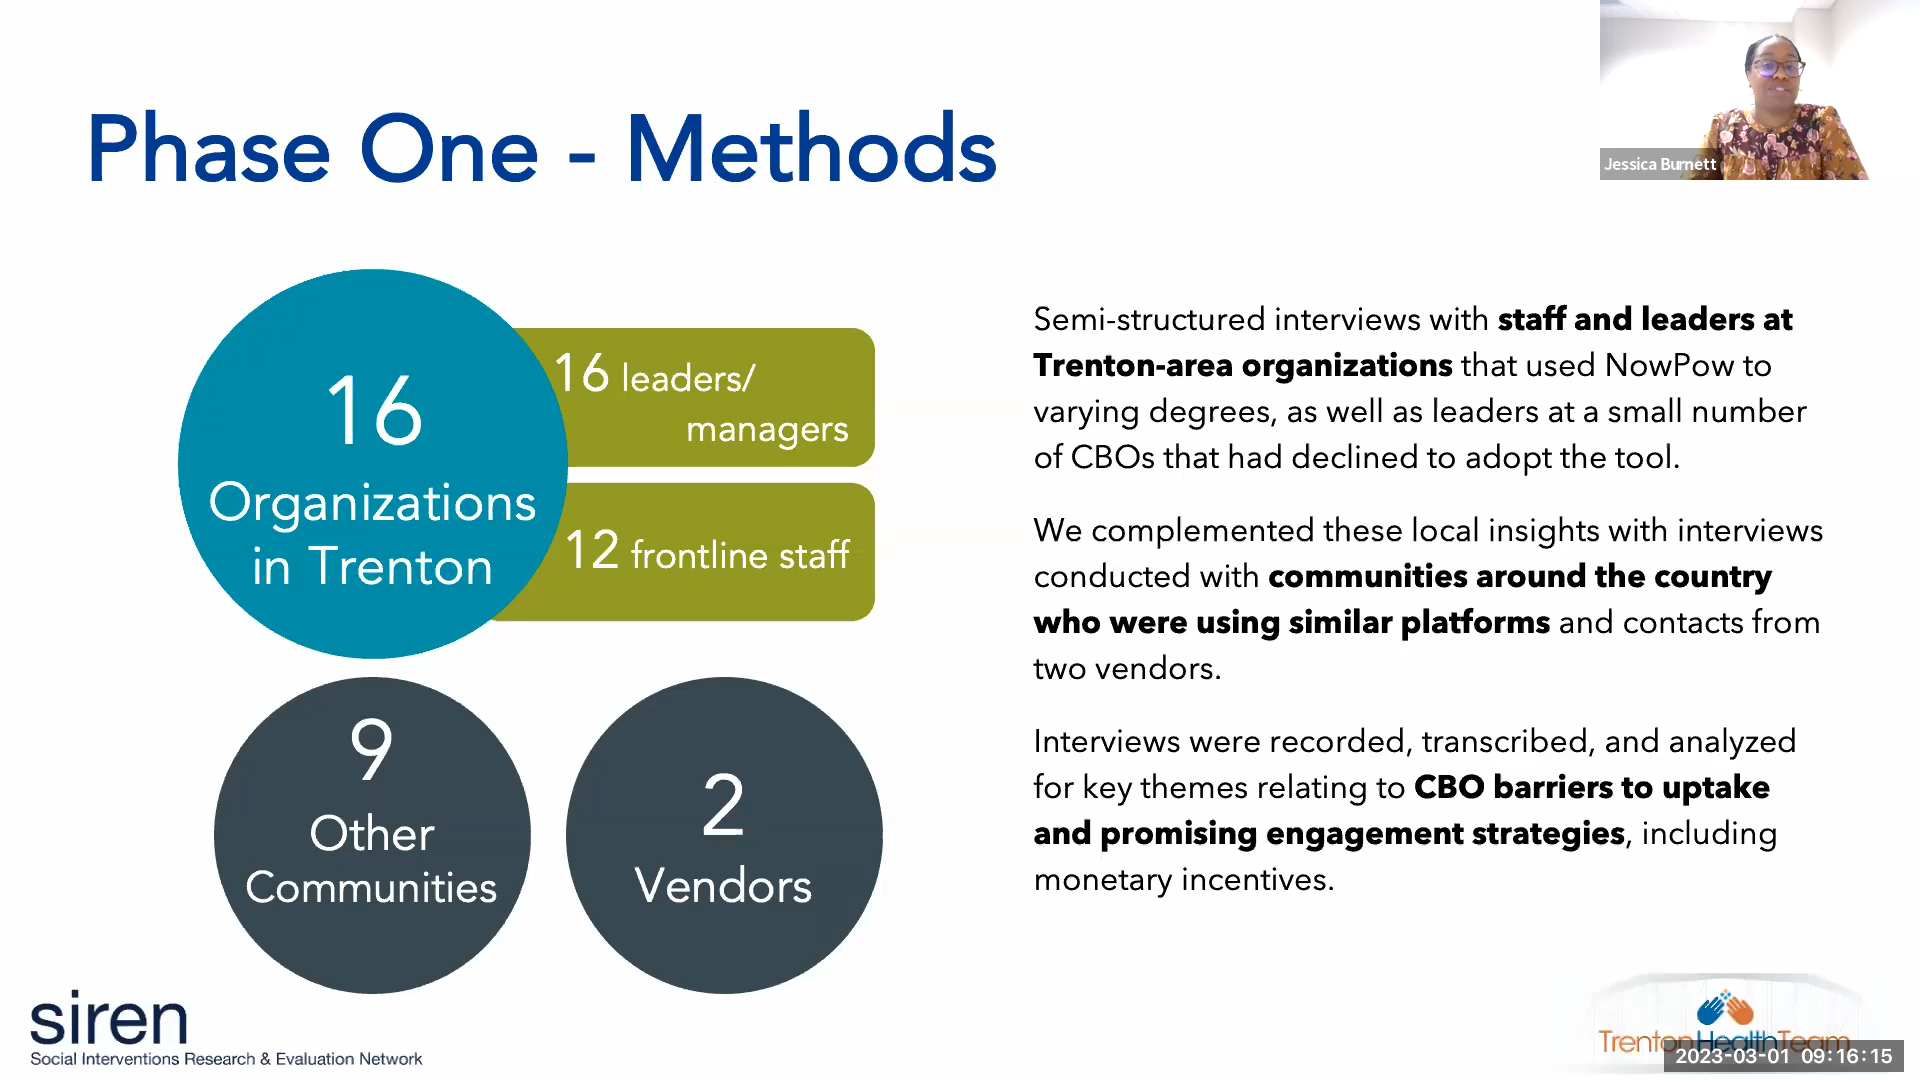 Phase One - Methods
Jessica Burnett
16
Organizations
in Trenton
16 leaders/
managers
12 frontline staff
9
Other
Communities
2
Vendors
Semi-structured interviews with staff and leaders at
Trenton-area organizations that used NowPow to
varying degrees, as well as leaders at a small number
of CBOs that had declined to adopt the tool.
We complemented these local insights with interviews
conducted with communities around the country
who were using similar platforms and contacts from
two vendors.
Interviews were recorded, transcribed, and analyzed
for key themes relating to CBO barriers to uptake
and promising engagement strategies, including
monetary incentives.
siren
Social Interventions Research & Evaluation Network
TrentonHealthTeam
2023-03-01 09:16:15